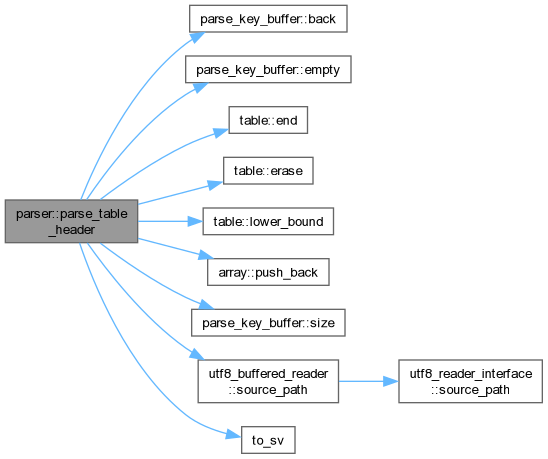 parse_key_buffer::back
parse_key_buffer::empty
table::end
table::erase
parser::parse_table
_header
table::lower_bound
array::push_back
parse_key_buffer::size
utf8_buffered_reader
::source_path
utf8_reader_interface
::source_path
to_sv